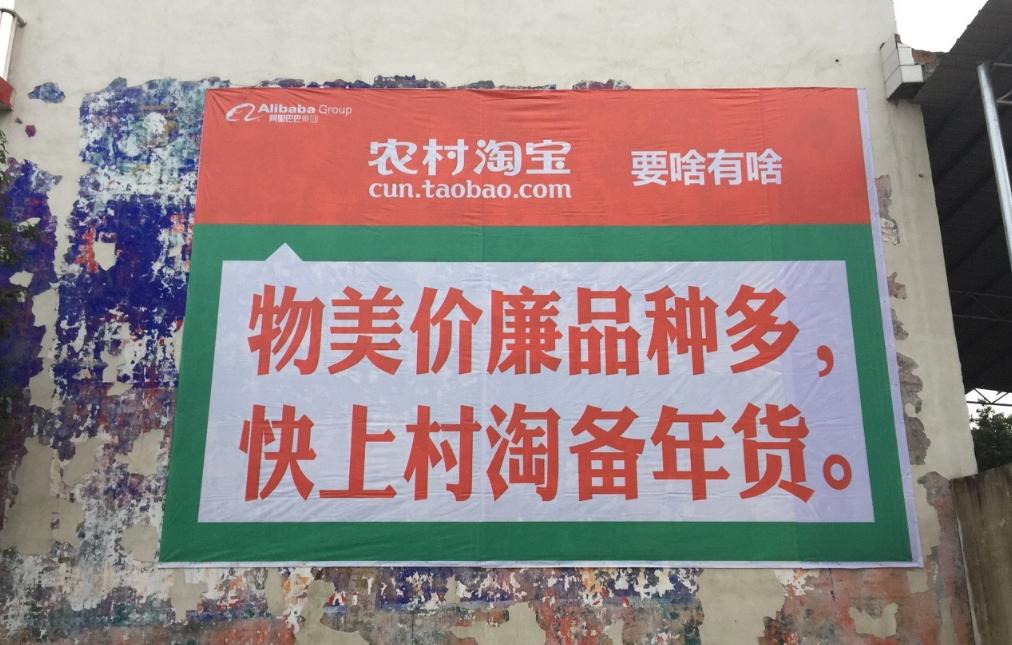 Alibaba Group
阿里巴巴集团
农村淘宝
cun.taobao.com
要啥有啥
物美价廉品种多，
快上村淘备年货。